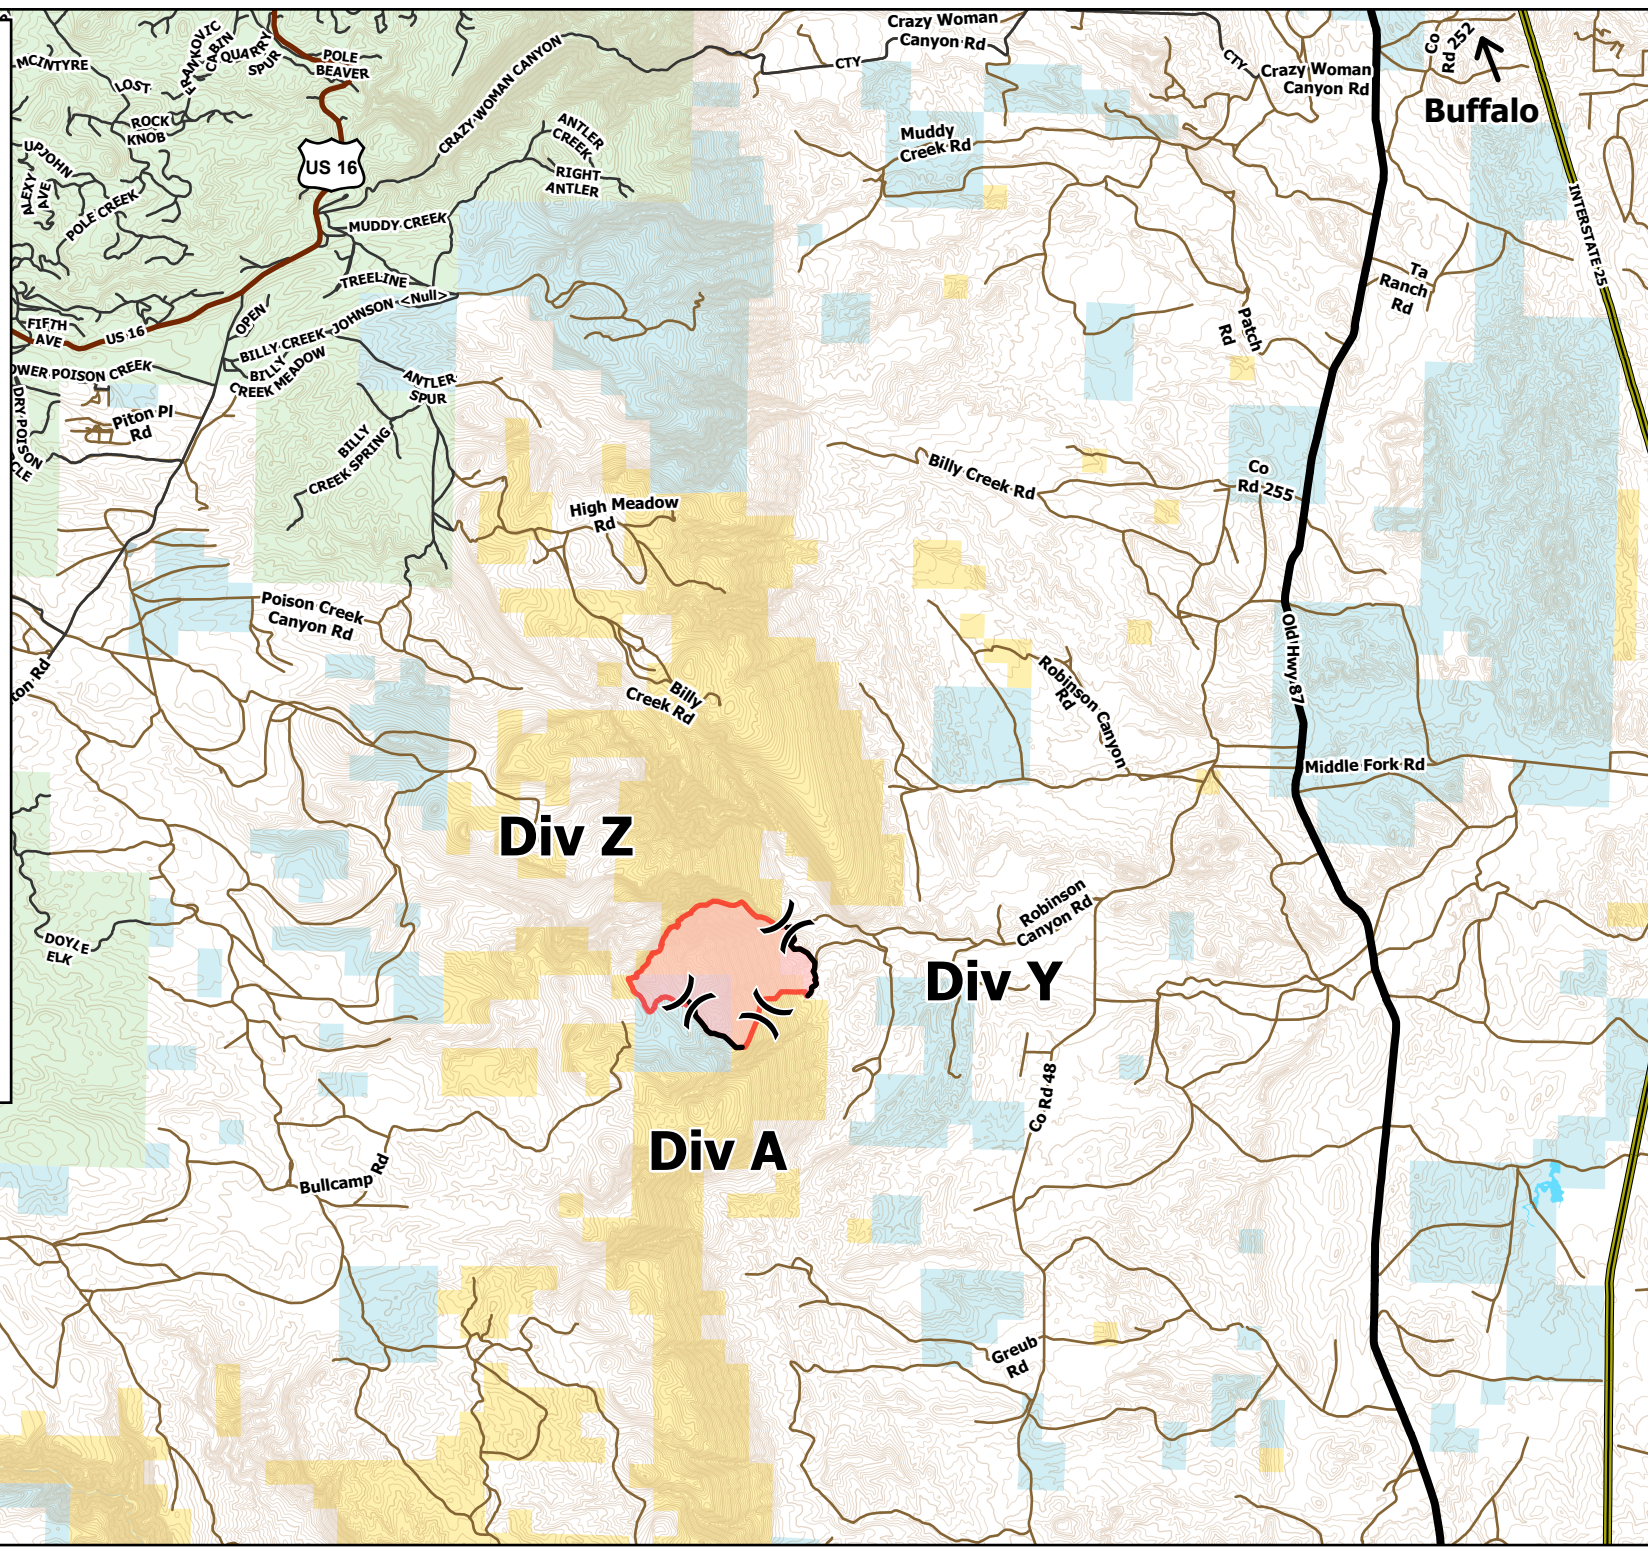 Crazy Woman
Canyon Rd
CTY
CTY
Crazy Woman
Canyon Rd
Co
Rd 252
Buffalo
INTERSTATE 25
MCINTYRE
LOST
FRANKOVIC
CABIN
QUARRY
SPUR
POLE
BEAVER
ROCK
KNOB
UPJOHN
ALEXY
AVE
POLE CREEK
US 16
CRAZY WOMAN CANYON
ANTLER
CREEK
RIGHT
ANTLER
MUDDY CREEK
Muddy
Creek Rd
TREELINE
JOHNSON
<Null>
OPEN
FIFTH
AVE
US 16
BILLY CREEK
BILLY
CREEK MEADOW
OWER POISON CREEK
DRY POISON
CLE
Piton Pl
Rd
ANTLER
SPUR
BILLY
CREEK SPRING
Ta
Ranch
Rd
Patch
Rd
Billy Creek Rd
Co
Rd 255
High Meadow
Rd
Poison Creek
Canyon Rd
ton Rd
Billy
Creek Rd
Robinson Canyon
Rd
Old Hwy 87
Middle Fork Rd
Div Z
Robinson
Canyon Rd
DOYLE
ELK
Div Y
Co Rd 48
Div A
Bullcamp Rd
Greub
Rd